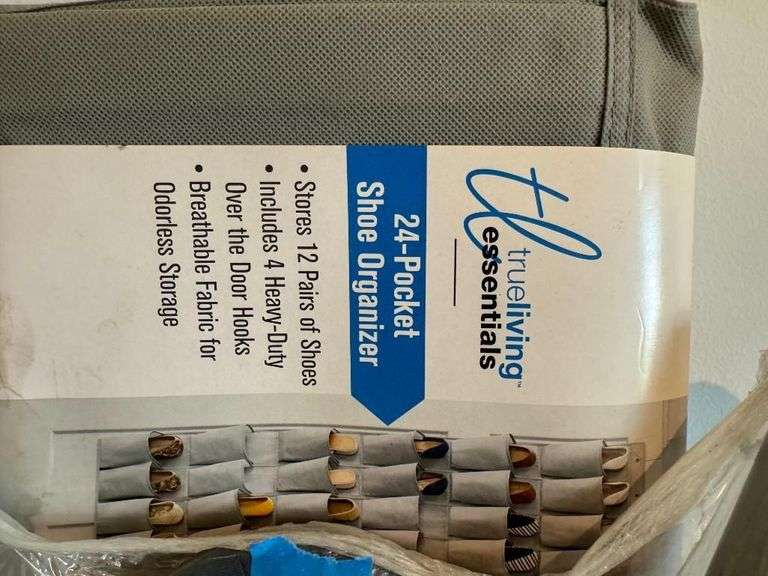 tl
trueliving™
essentials
24-Pocket
Shoe Organizer
• Stores 12 Pairs of Shoes
• Includes 4 Heavy-Duty
Over the Door Hooks
• Breathable Fabric for
Odorless Storage